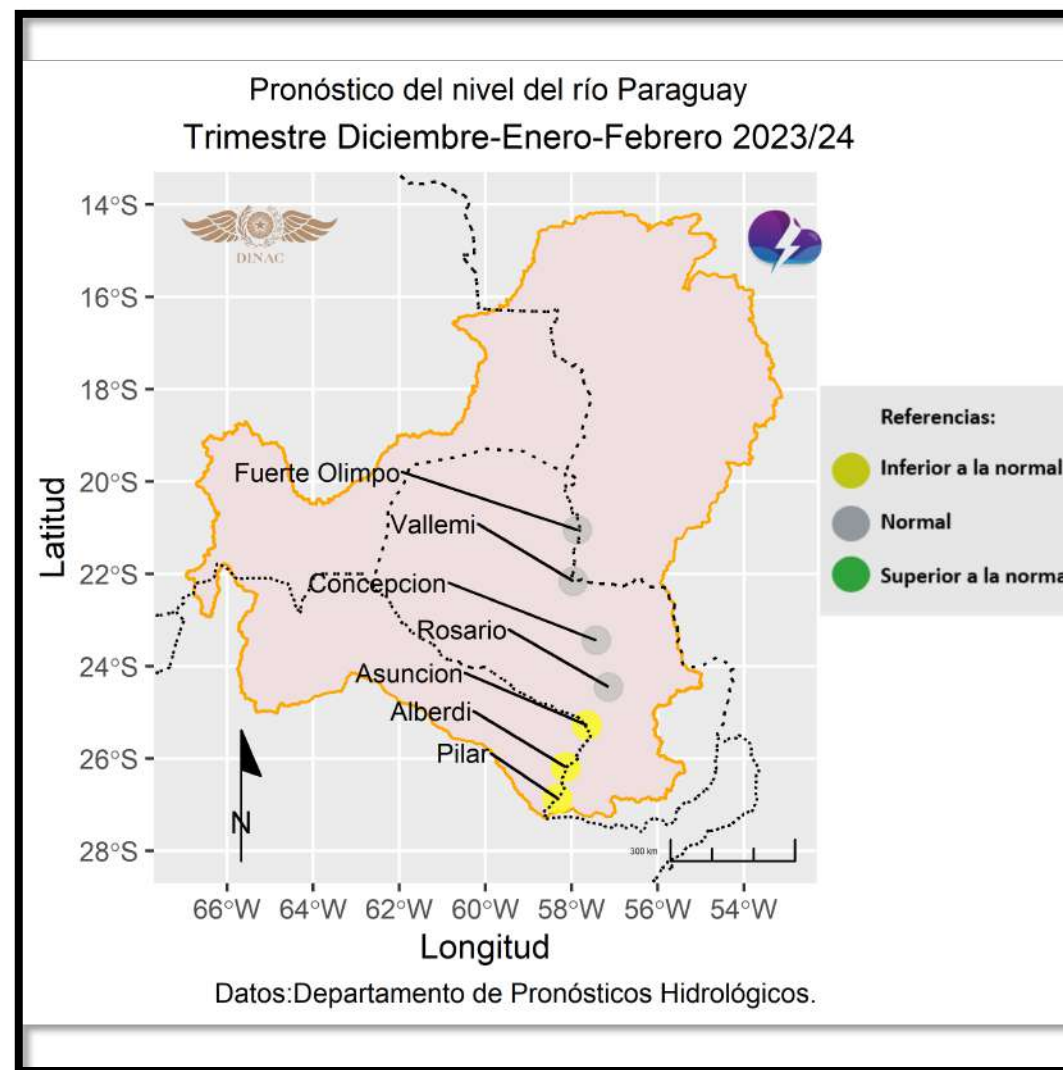 Pronóstico del nivel del río Paraguay
Trimestre Diciembre-Enero-Febrero 2023/24
14°S
16°S
18°S
20°S
22°S
24°S
26°S
28°S
Latitud
DINAC
Fuerte Olimpo
Vallemi
Concepcion
Rosario
Asuncion
Alberdi
Pilar
N
300 km
66°W 64°W 62°W 60°W 58°W 56°W 54°W
Longitud
Referencias:
Inferior a la normal
Normal
Superior a la norma
Datos:Departamento de Pronósticos Hidrológicos.